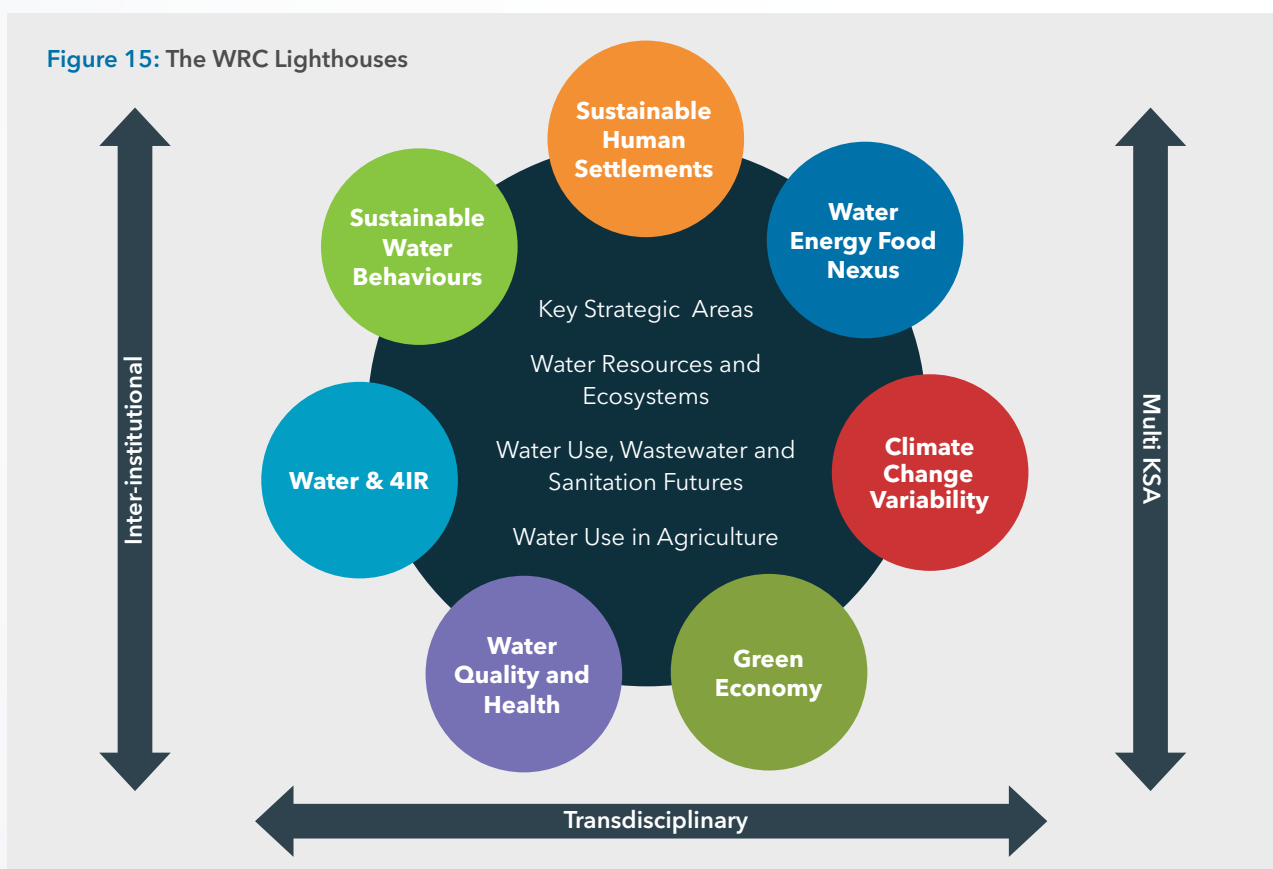 Figure 15: The WRC Lighthouses
Sustainable
Human
Settlements
Water
Energy Food
Nexus
Climate
Change
Variability
Green
Economy
Water
Quality and
Health
Water & 4IR
Sustainable
Water
Behaviours
Key Strategic Areas
Water Resources and
Ecosystems
Water Use, Wastewater and
Sanitation Futures
Water Use in Agriculture
Inter-institutional
Multi KSA
Transdisciplinary